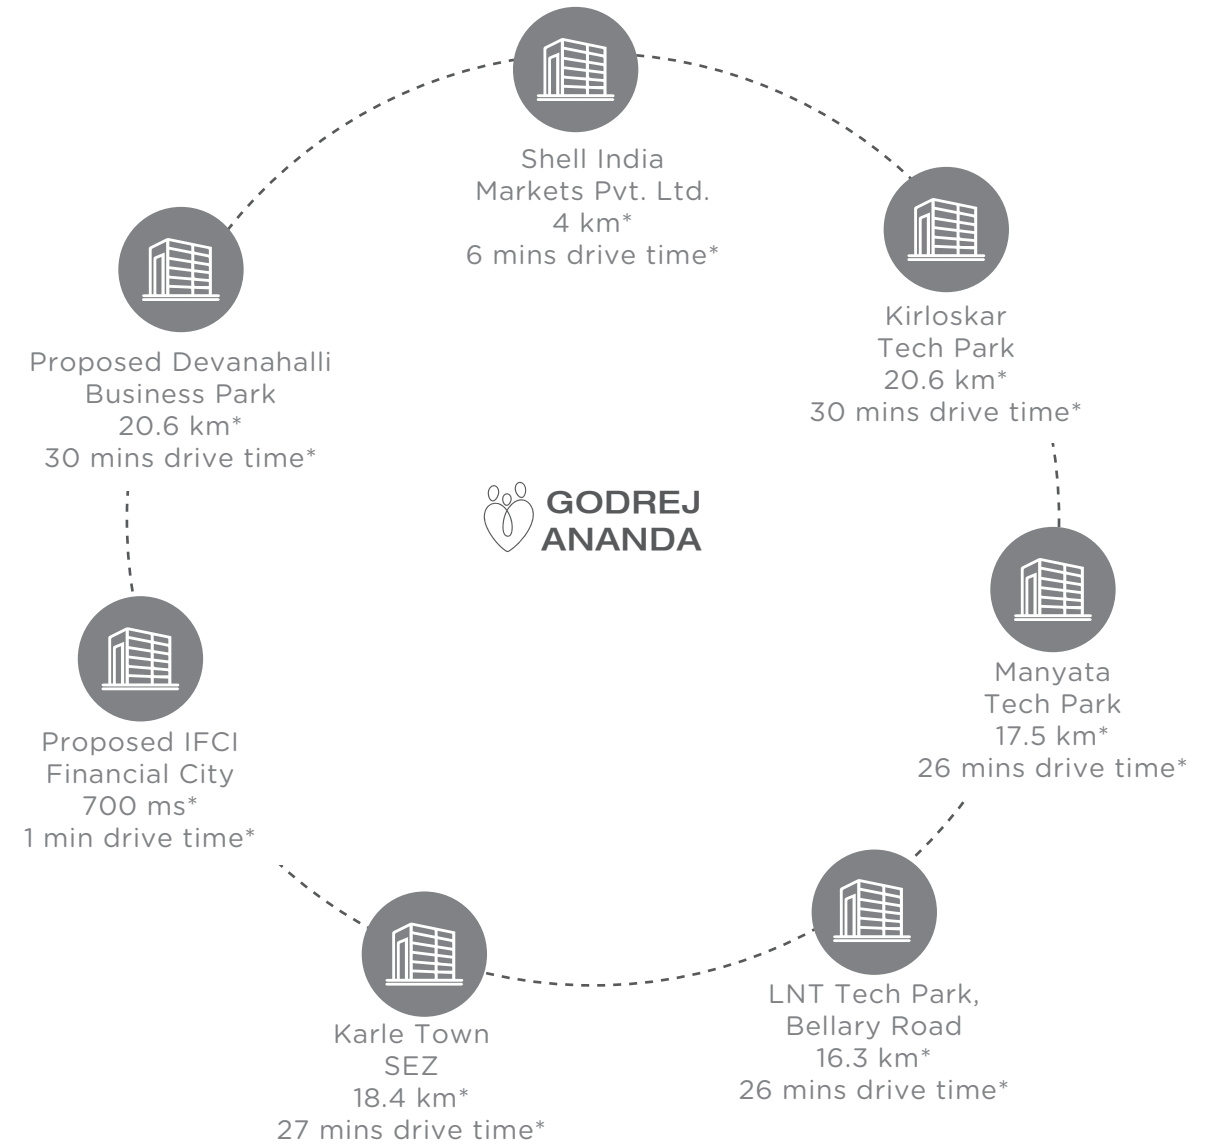 Shell India
Markets Pvt. Ltd.
4 km*
6 mins drive time*
Kirloskar
Tech Park
20.6 km*
30 mins drive time*
Proposed Devanahalli
Business Park
20.6 km*
30 mins drive time*
GODREJ
ANANDA
Manyata
Tech Park
17.5 km*
26 mins drive time*
Proposed IFCI
Financial City
700 ms*
1 min drive time*
LNT Tech Park,
Bellary Road
16.3 km*
26 mins drive time*
Karle Town
SEZ
18.4 km*
27 mins drive time*